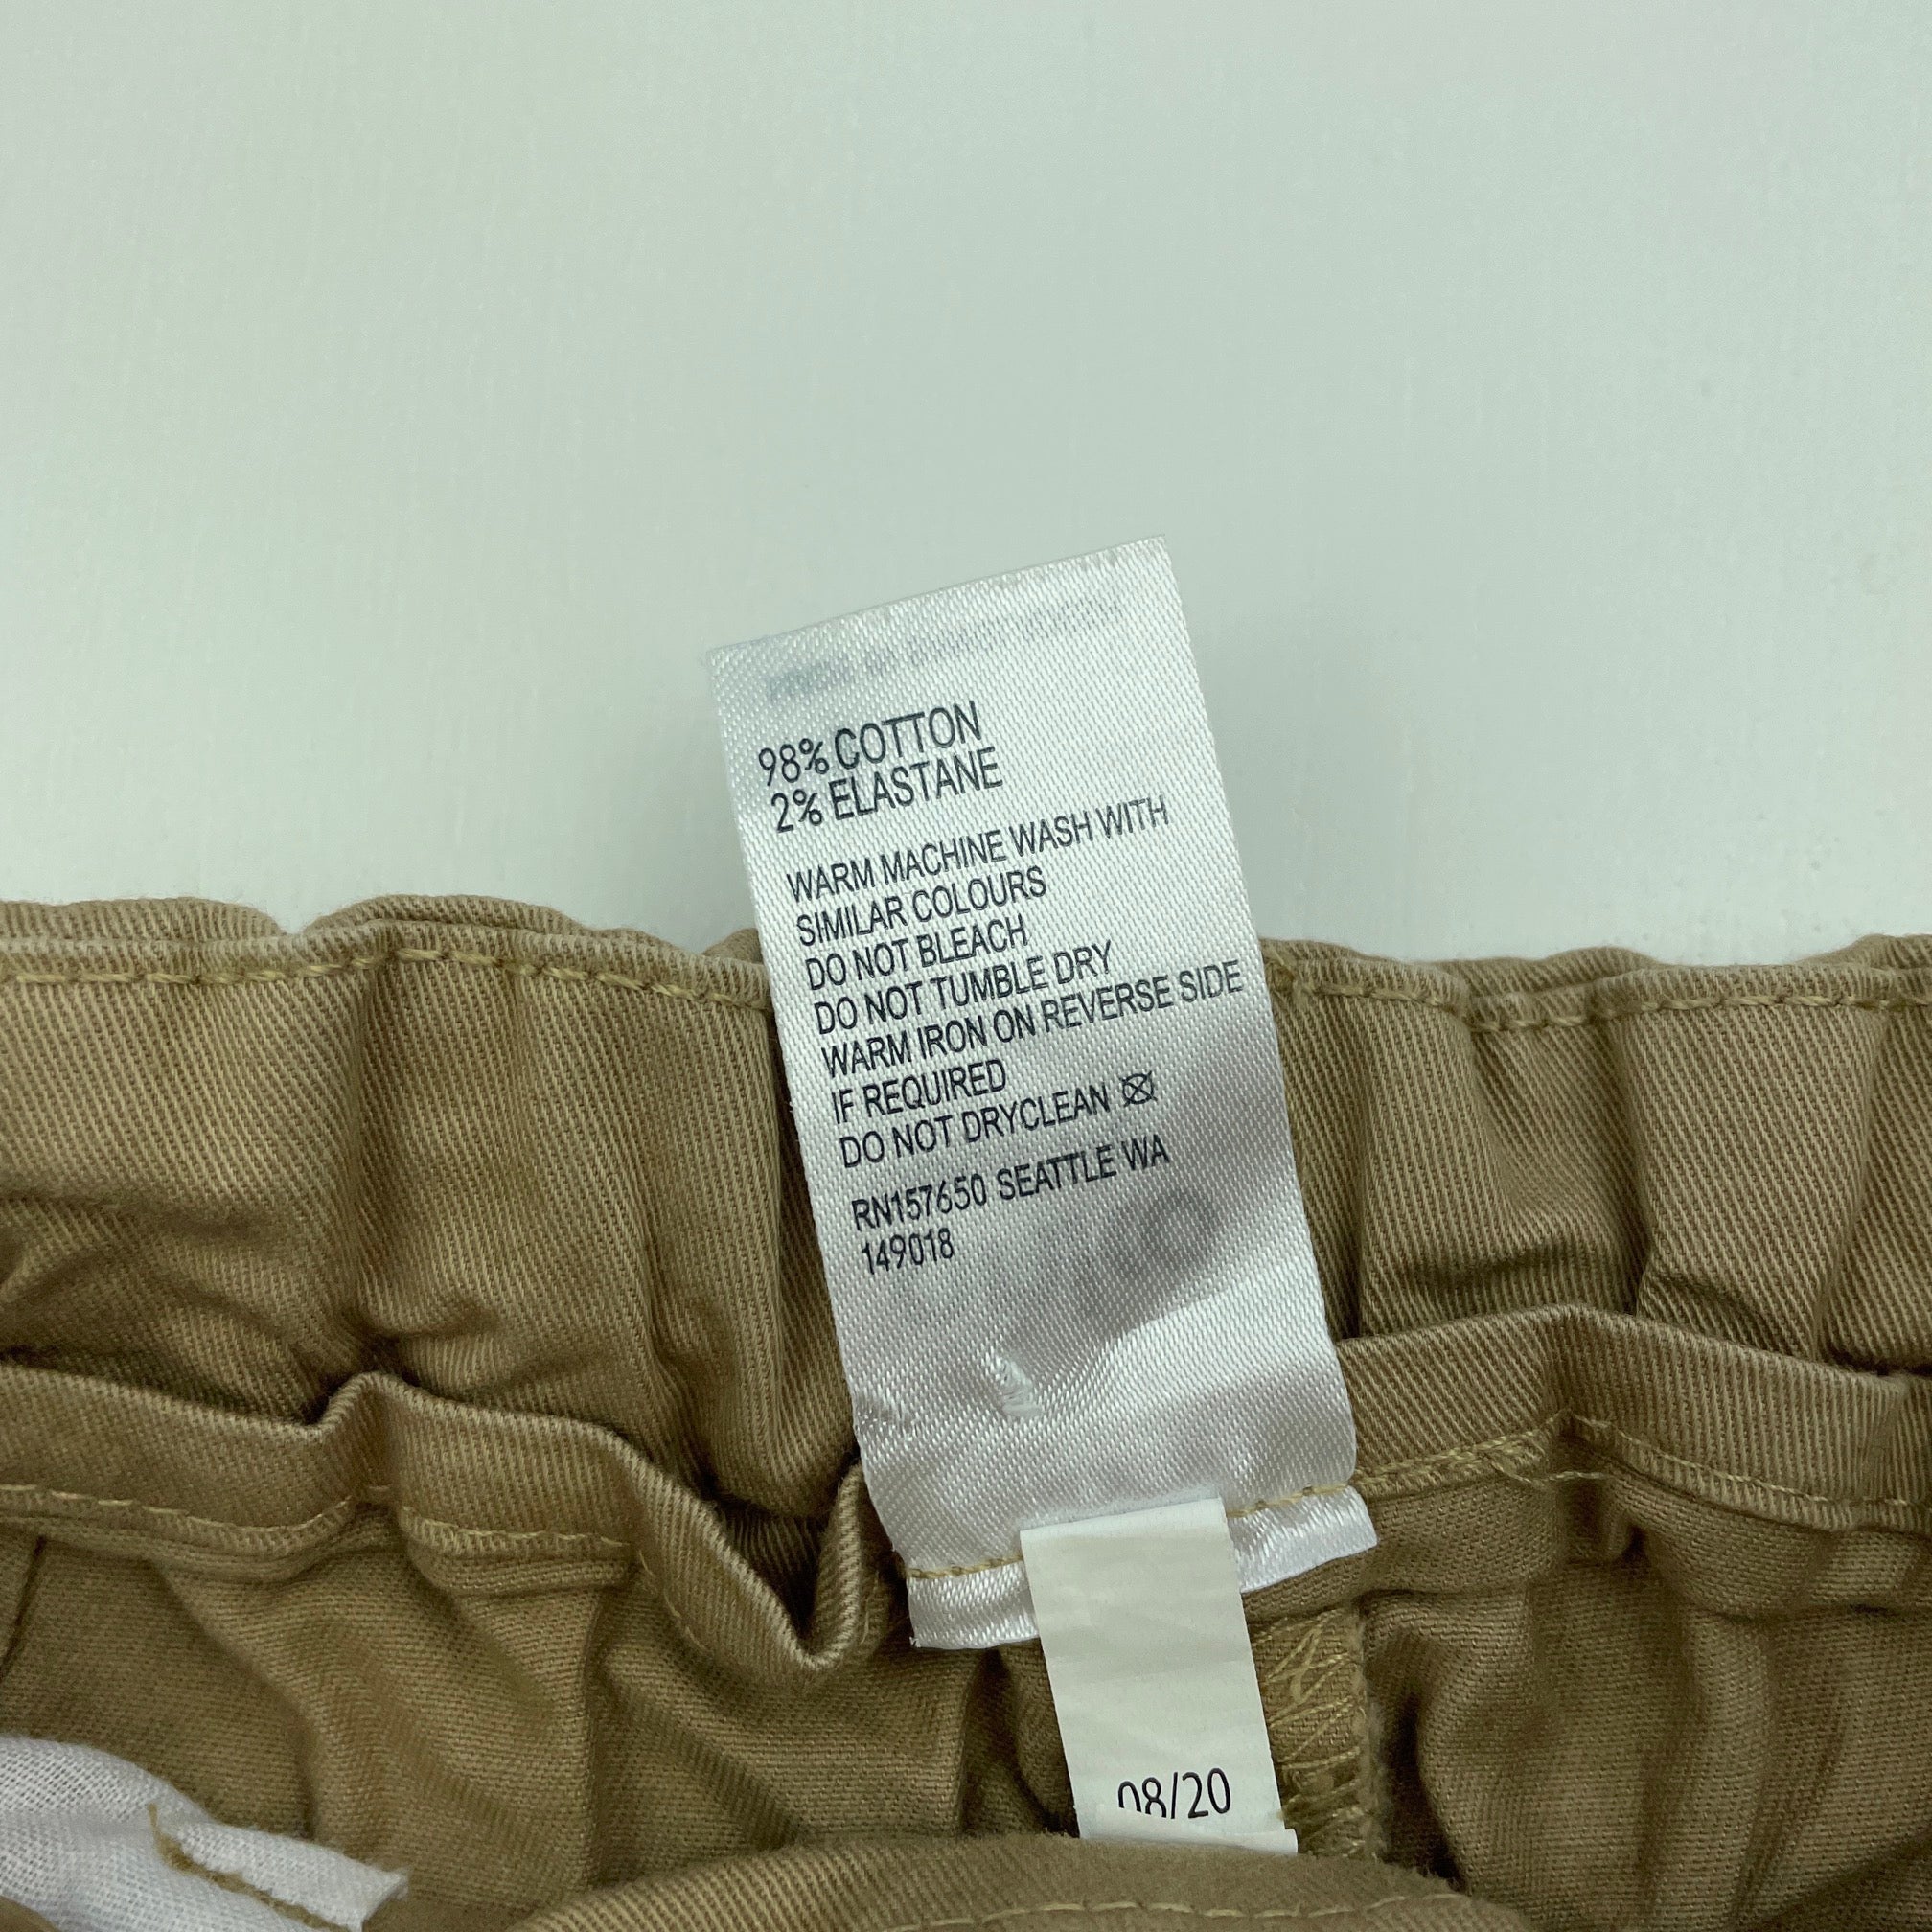 98% COTTON
2% ELASTANE
WARM MACHINE WASH WITH
SIMILAR COLOURS
DO NOT BLEACH
DO NOT TUMBLE DRY
WARM IRON ON REVERSE SIDE
IF REQUIRED
DO NOT DRYCLEAN
RN157650 SEATTLE WA
149018
08/20